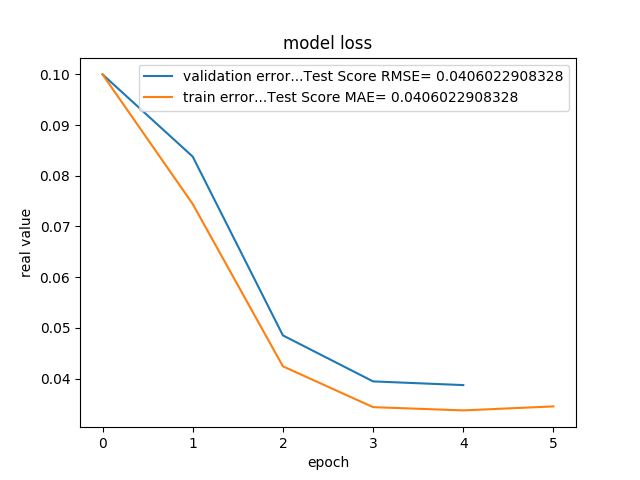 model loss
validation error...Test Score RMSE= 0.0406022908328
train error...Test Score MAE= 0.0406022908328
0.10
0.09
0.08
0.07
0.06
0.05
0.04
real value
0 1 2 3 4 5
epoch